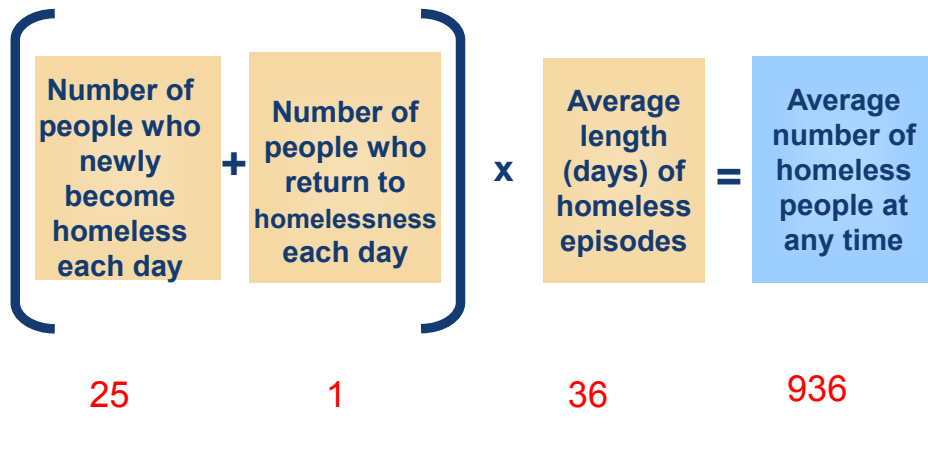 Number of
people who
newly
become
homeless
each day
+
Number of
people who
return to
homelessness
each day
x
Average
length
(days) of
homeless
episodes
=
Average
number of
homeless
people at
any time
25
1
36
936